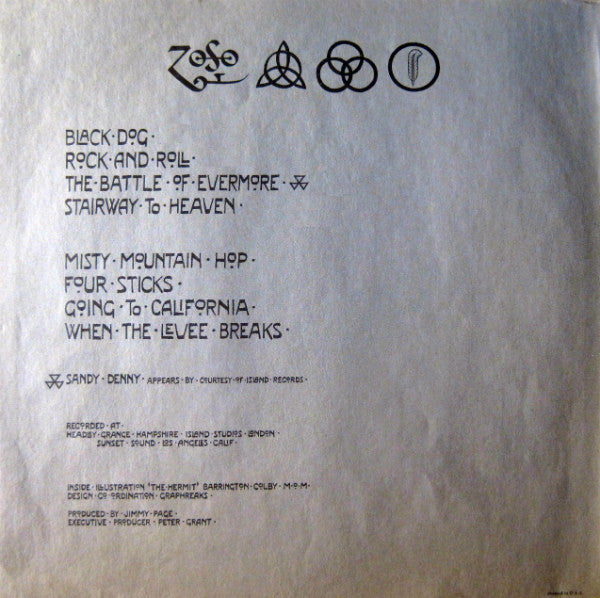 ZOSO
BLACK·DOG·
ROCK·AND·ROLL·
THE·BATTLE·OF·EVERMORE·
STAIRWAY·TO·HEAVEN·
MISTY·MOUNTAIN·HOP·
FOUR·STICKS·
GOING·TO·CALIFORNIA·
WHEN·THE·LEVEE·BREAKS·
SANDY·DENNY·APPEARS·BY·COURTESY·OF·ISLAND·RECORDS·
RECORDED·AT·
HEADLY·GRANGE·HAMPSHIRE·ISLAND·STUDIOS·LONDON·
SUNSET·SOUND·LOS·ANGELES·CALIF·
INSIDE·ILLUSTRATION 'THE·HERMIT' BARRINGTON·COLBY·M·O·M·
DESIGN·CO·ORDINATION·GRAPHREAKS·
PRODUCED·BY·JIMMY·PAGE·
EXECUTIVE·PRODUCER·PETER·GRANT·